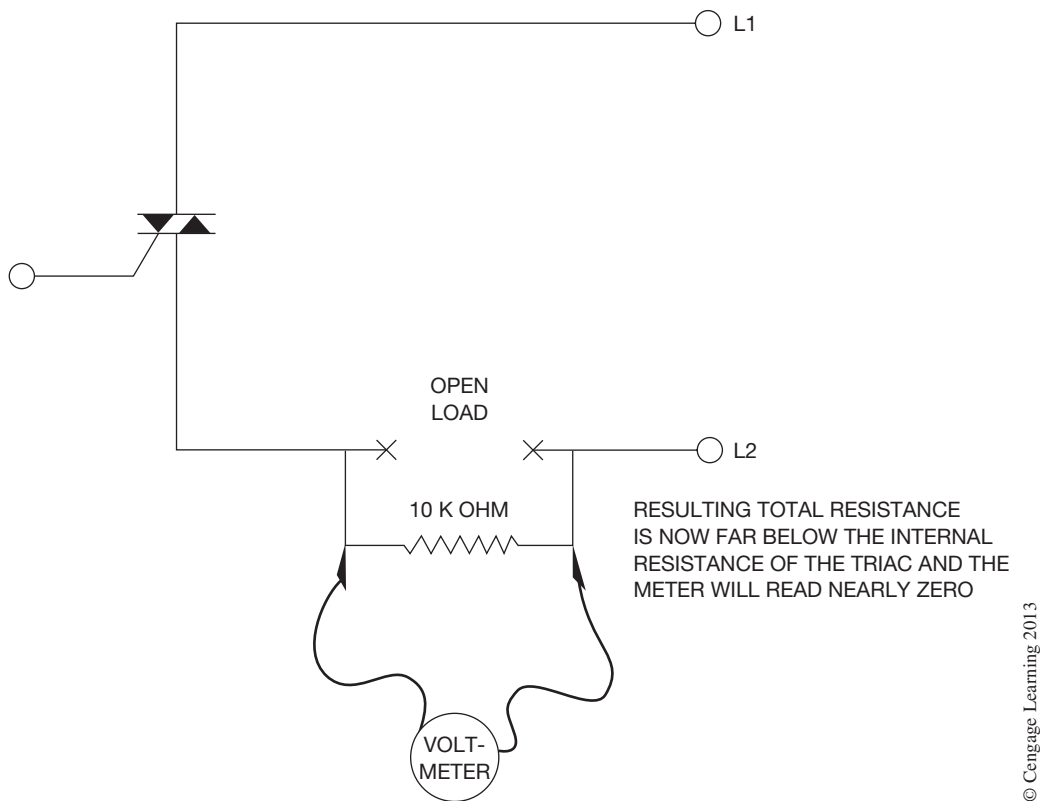 L1
OPEN
LOAD
L2
10 K OHM
RESULTING TOTAL RESISTANCE
IS NOW FAR BELOW THE INTERNAL
RESISTANCE OF THE TRIAC AND THE
METER WILL READ NEARLY ZERO
VOLT-
METER
© Cengage Learning 2013